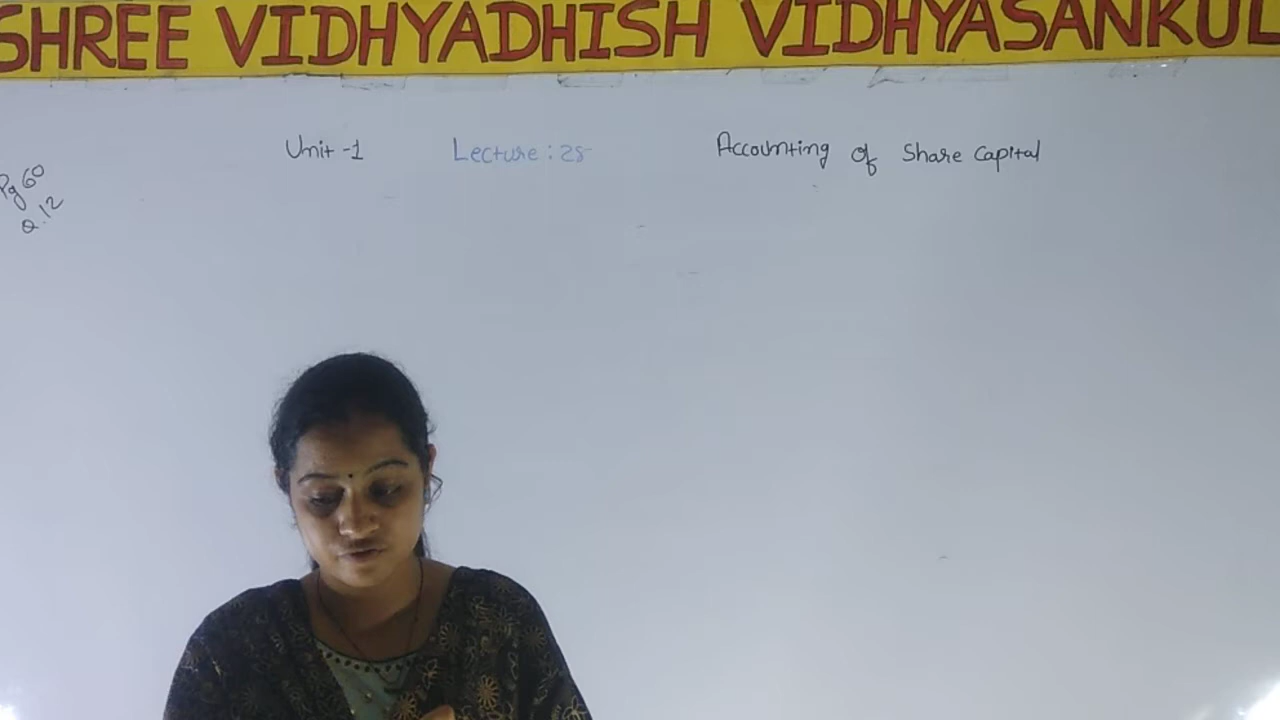 SHREE VIDHYADHISH VIDHYASANKUL
Unit -1 Lecture : 25 Accounting of Share Capital
Pg 60
Q.12